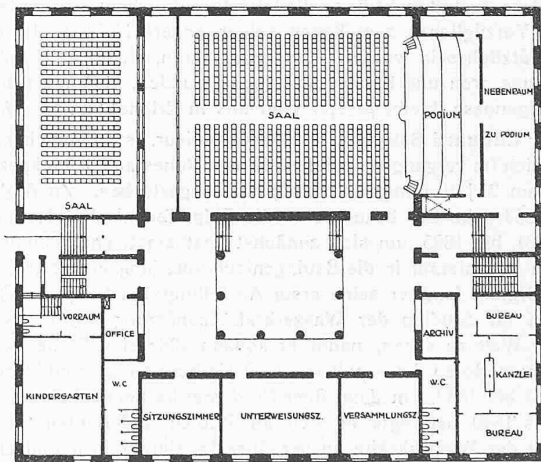 SAAL
SAAL
PODIUM
NEBENRAUM
ZU PODIUM
VORRAUM
OFFICE
ARCHIV
BUREAU
KANZLEI
W.C.
W.C.
KINDERGARTEN
SITZUNGSZIMMER
UNTERWEISUNGSZ.
VERSAMMLUNGSZ.
BUREAU